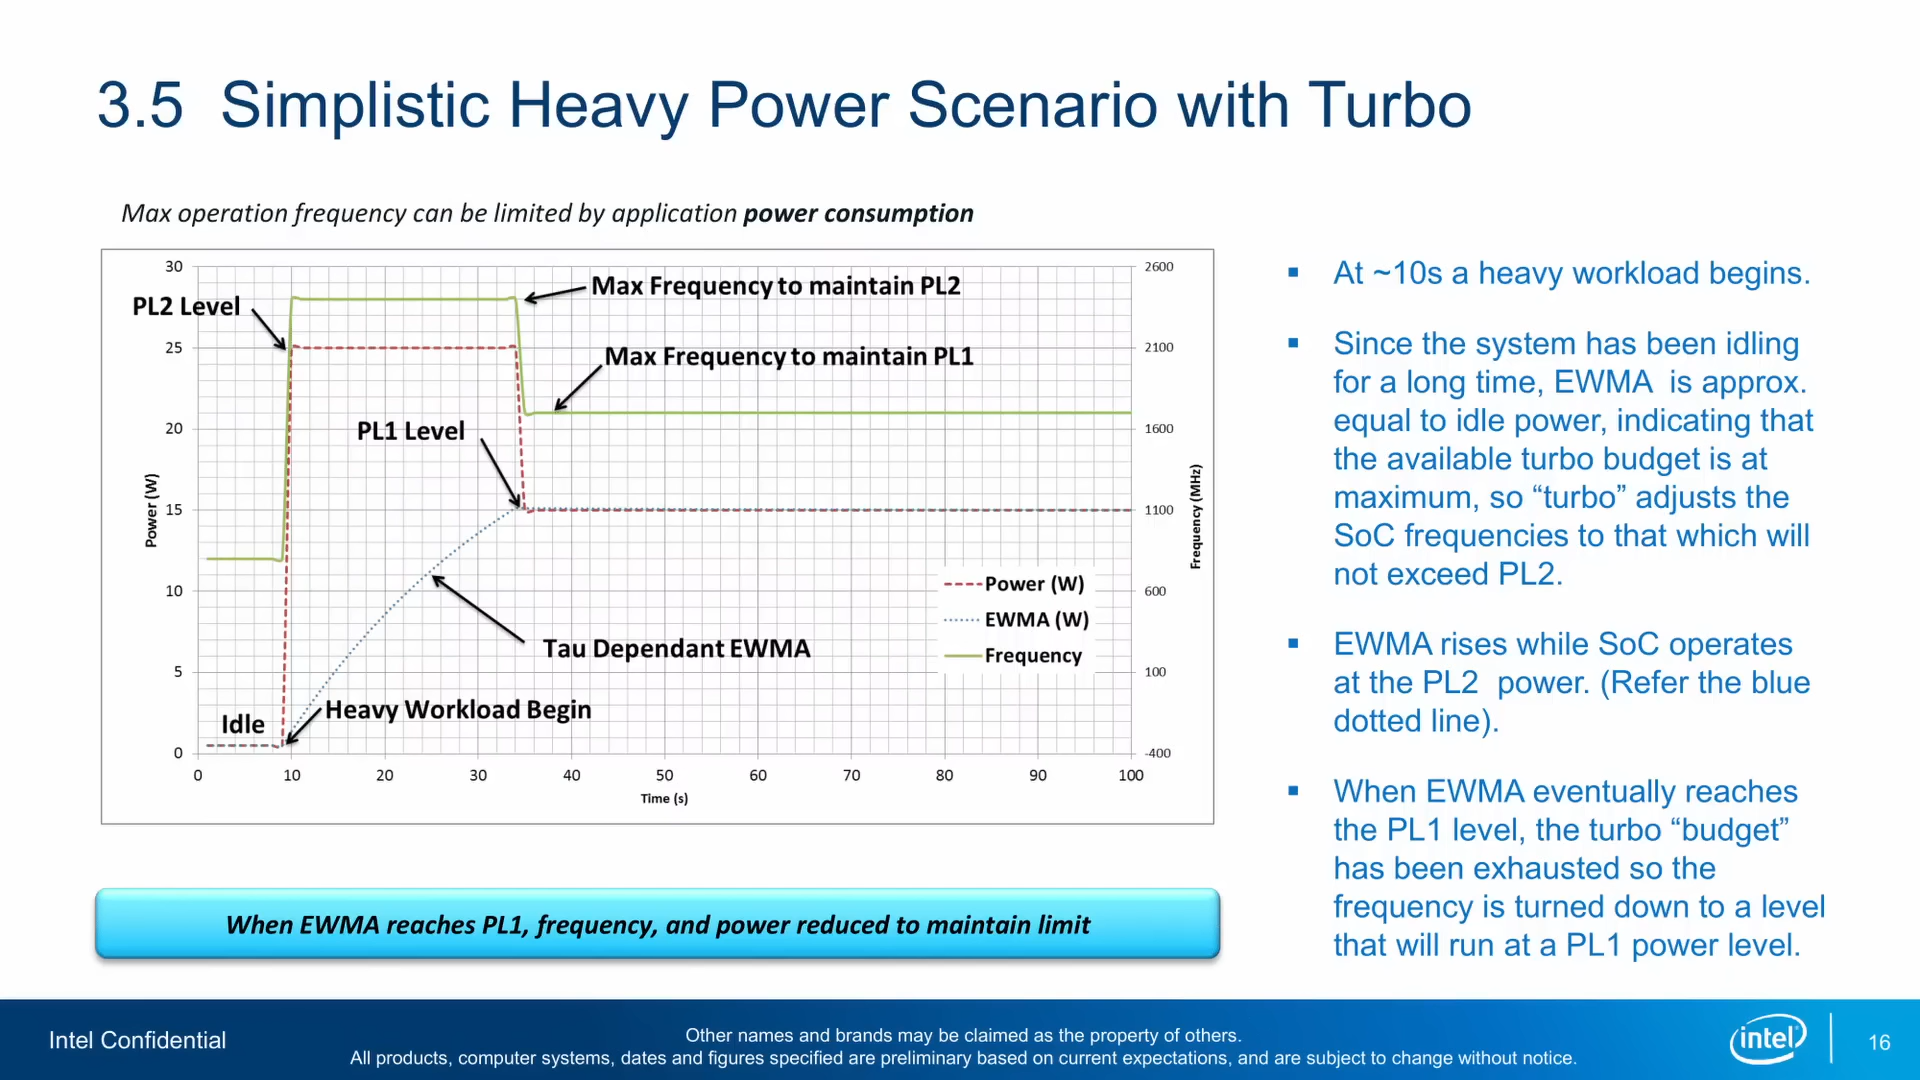 3.5 Simplistic Heavy Power Scenario with Turbo
Max operation frequency can be limited by application power consumption
30
25
20
15
10
5
0
Power (W)
0
10
20
30
40
50
60
70
80
90
100
Time (s)
2600
2100
1600
1100
600
100
-400
Frequency (MHz)
PL2 Level
Max Frequency to maintain PL2
Max Frequency to maintain PL1
PL1 Level
Tau Dependant EWMA
Heavy Workload Begin
Idle
Power (W)
EWMA (W)
Frequency
When EWMA reaches PL1, frequency, and power reduced to maintain limit
▪ At ~10s a heavy workload begins.
▪ Since the system has been idling
for a long time, EWMA is approx.
equal to idle power, indicating that
the available turbo budget is at
maximum, so “turbo” adjusts the
SoC frequencies to that which will
not exceed PL2.
▪ EWMA rises while SoC operates
at the PL2 power. (Refer the blue
dotted line).
▪ When EWMA eventually reaches
the PL1 level, the turbo “budget”
has been exhausted so the
frequency is turned down to a level
that will run at a PL1 power level.
Intel Confidential
Other names and brands may be claimed as the property of others.
All products, computer systems, dates and figures specified are preliminary based on current expectations, and are subject to change without notice.
intel
16